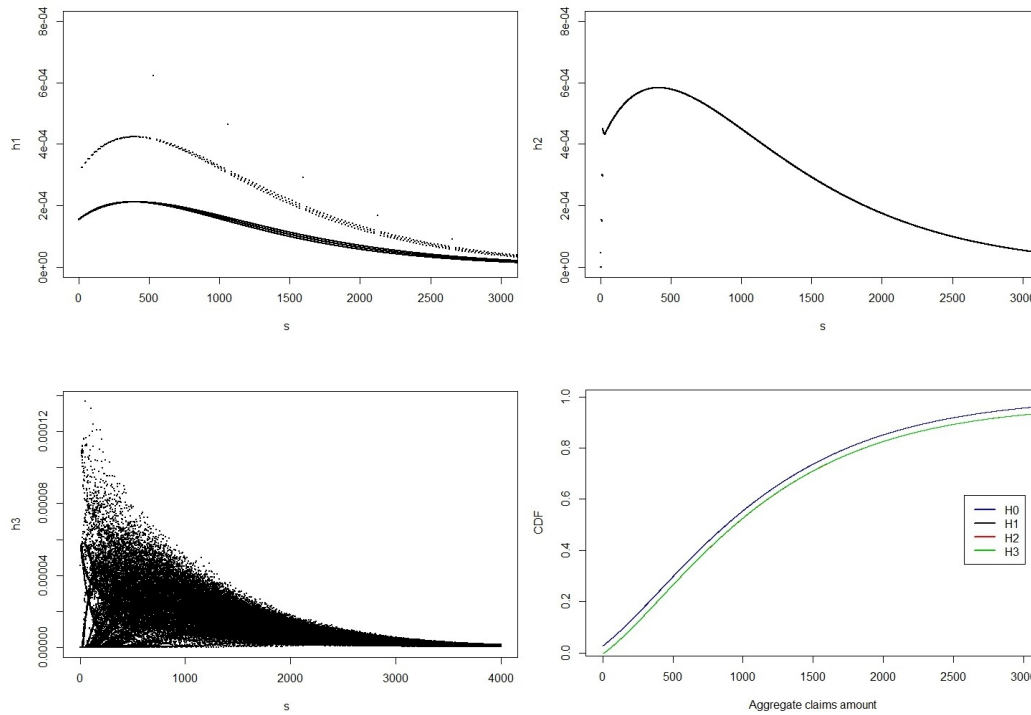 8e-04
6e-04
4e-04
2e-04
0e+00
h1
0 500 1000 1500 2000 2500 3000
s
8e-04
6e-04
4e-04
2e-04
0e+00
h2
0 500 1000 1500 2000 2500 3000
s
0.00012
0.00008
0.00004
0.00000
h3
0 1000 2000 3000 4000
s
1.0
0.8
0.6
0.4
0.2
0.0
CDF
H0
H1
H2
H3
0 500 1000 1500 2000 2500 3000
Aggregate claims amount